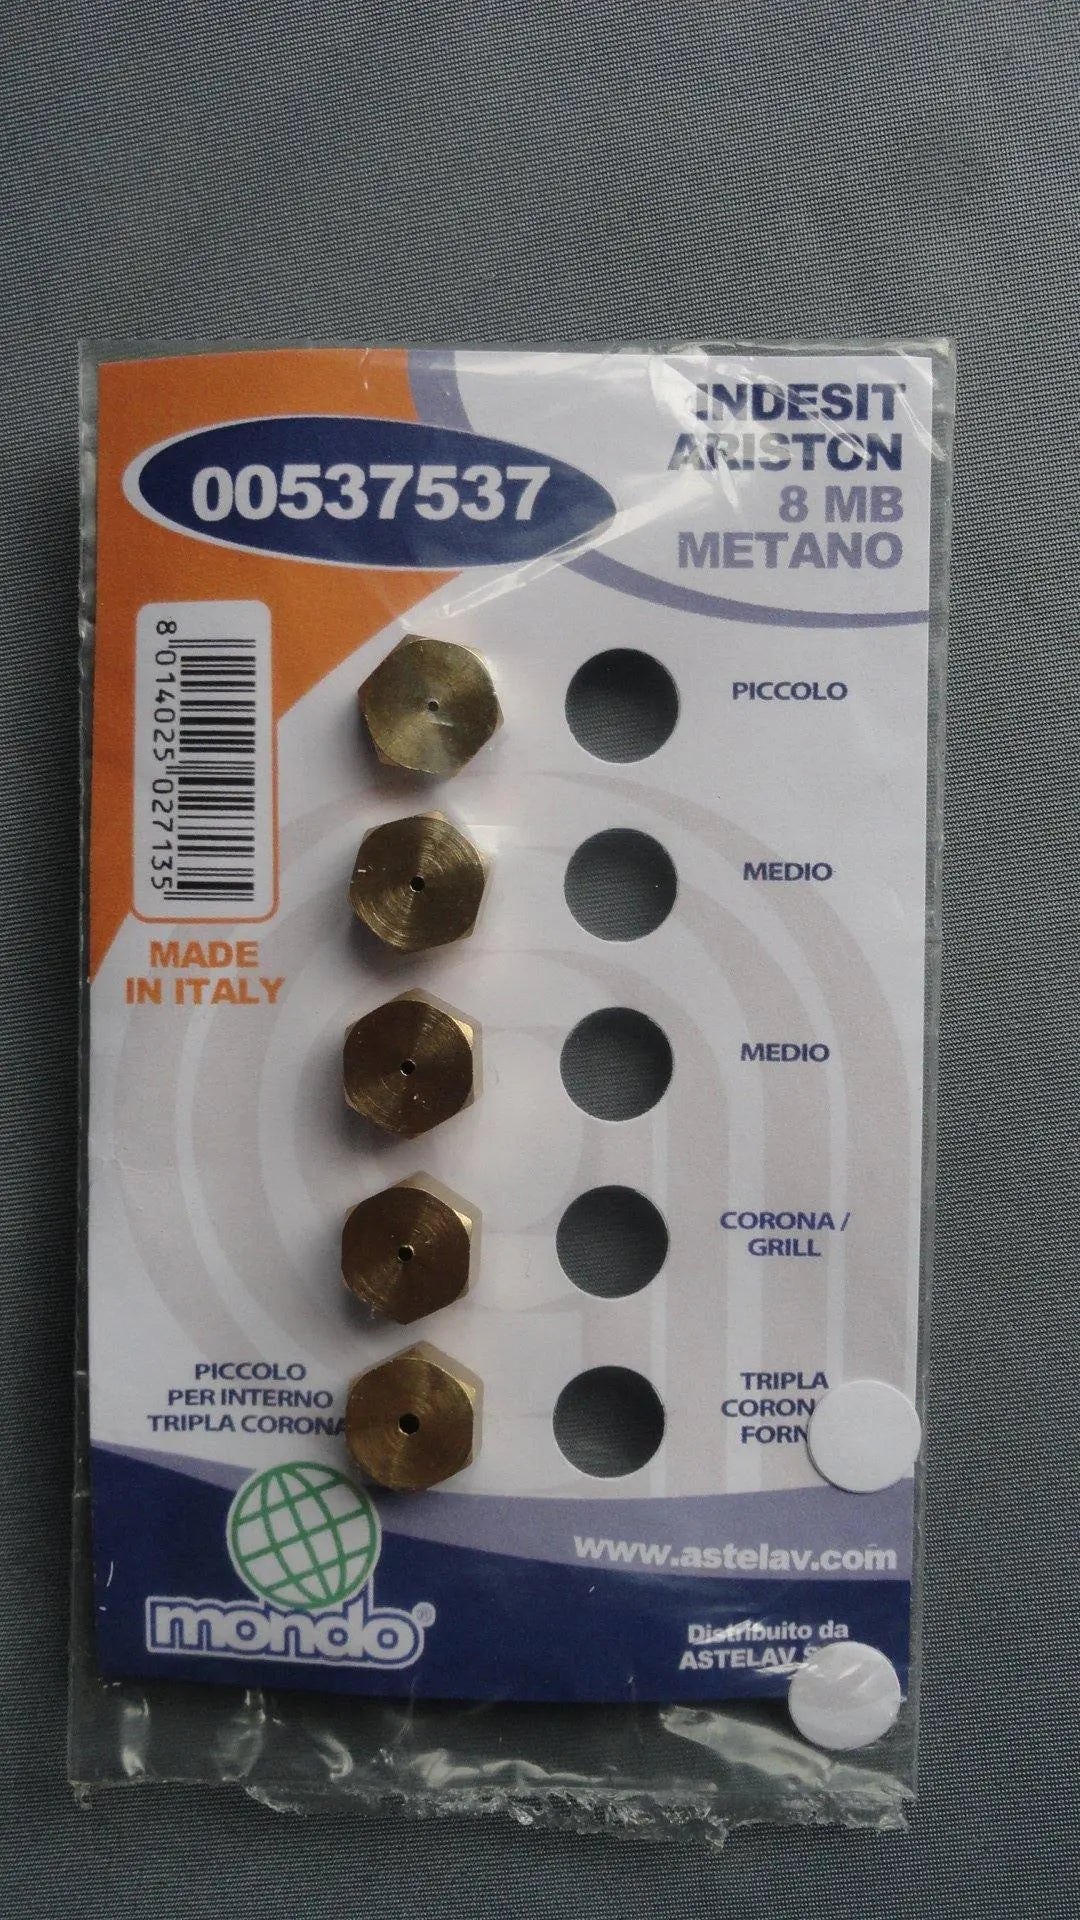 00537537
INDESIT
ARISTON
8 MB
METANO
8 014025 027135
MADE
IN ITALY
PICCOLO
MEDIO
MEDIO
CORONA /
GRILL
PICCOLO
PER INTERNO
TRIPLA CORONA
TRIPLA
www.astelav.com
mondo®
Distribuito da
ASTELAV